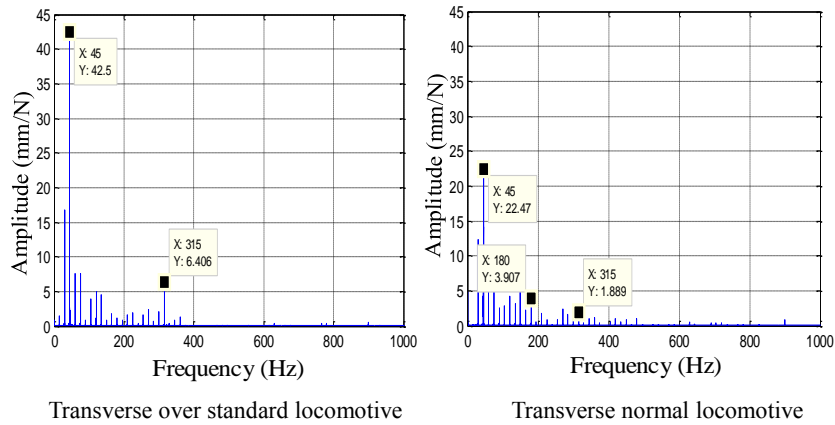 45
40
35
30
25
20
15
10
5
0
Amplitude (mm/N)
X: 45
Y: 42.5
X: 315
Y: 6.406
0 200 400 600 800 1000
Frequency (Hz)
Transverse over standard locomotive
45
40
35
30
25
20
15
10
5
0
Amplitude (mm/N)
X: 45
Y: 22.47
X: 180
Y: 3.907
X: 315
Y: 1.889
0 200 400 600 800 1000
Frequency (Hz)
Transverse normal locomotive